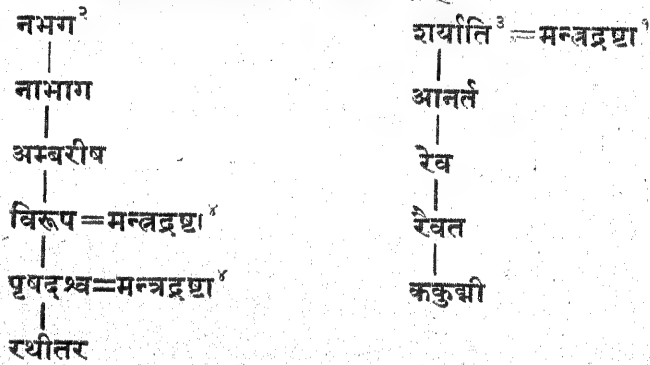 नभग²
नाभाग
अम्बरीष
विरूप=मन्त्रद्रष्टा⁴
पृषदश्व=मन्त्रद्रष्टा⁴
रथीतर
शर्याति³=मन्त्रद्रष्टा¹
आनर्त
रेव
रैवत
ककुद्मी